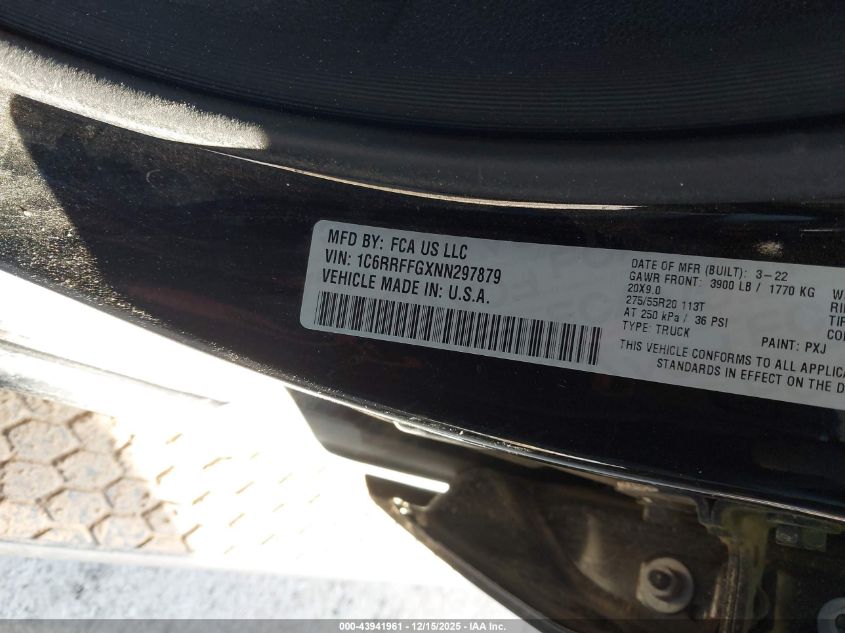 MFD BY: FCA US LLC
VIN: 1C6RRFFGXNN297879
VEHICLE MADE IN: U.S.A.
DATE OF MFR (BUILT): 3-22
GAWR FRONT: 3900 LB / 1770 KG
20X9.0
275/55R20 113T
AT 250 kPa / 36 PSI
TYPE: TRUCK PAINT: PXJ
THIS VEHICLE CONFORMS TO ALL
STANDARDS IN EFFECT ON THE
000-43941961 - 12/15/2025 - IAA Inc.